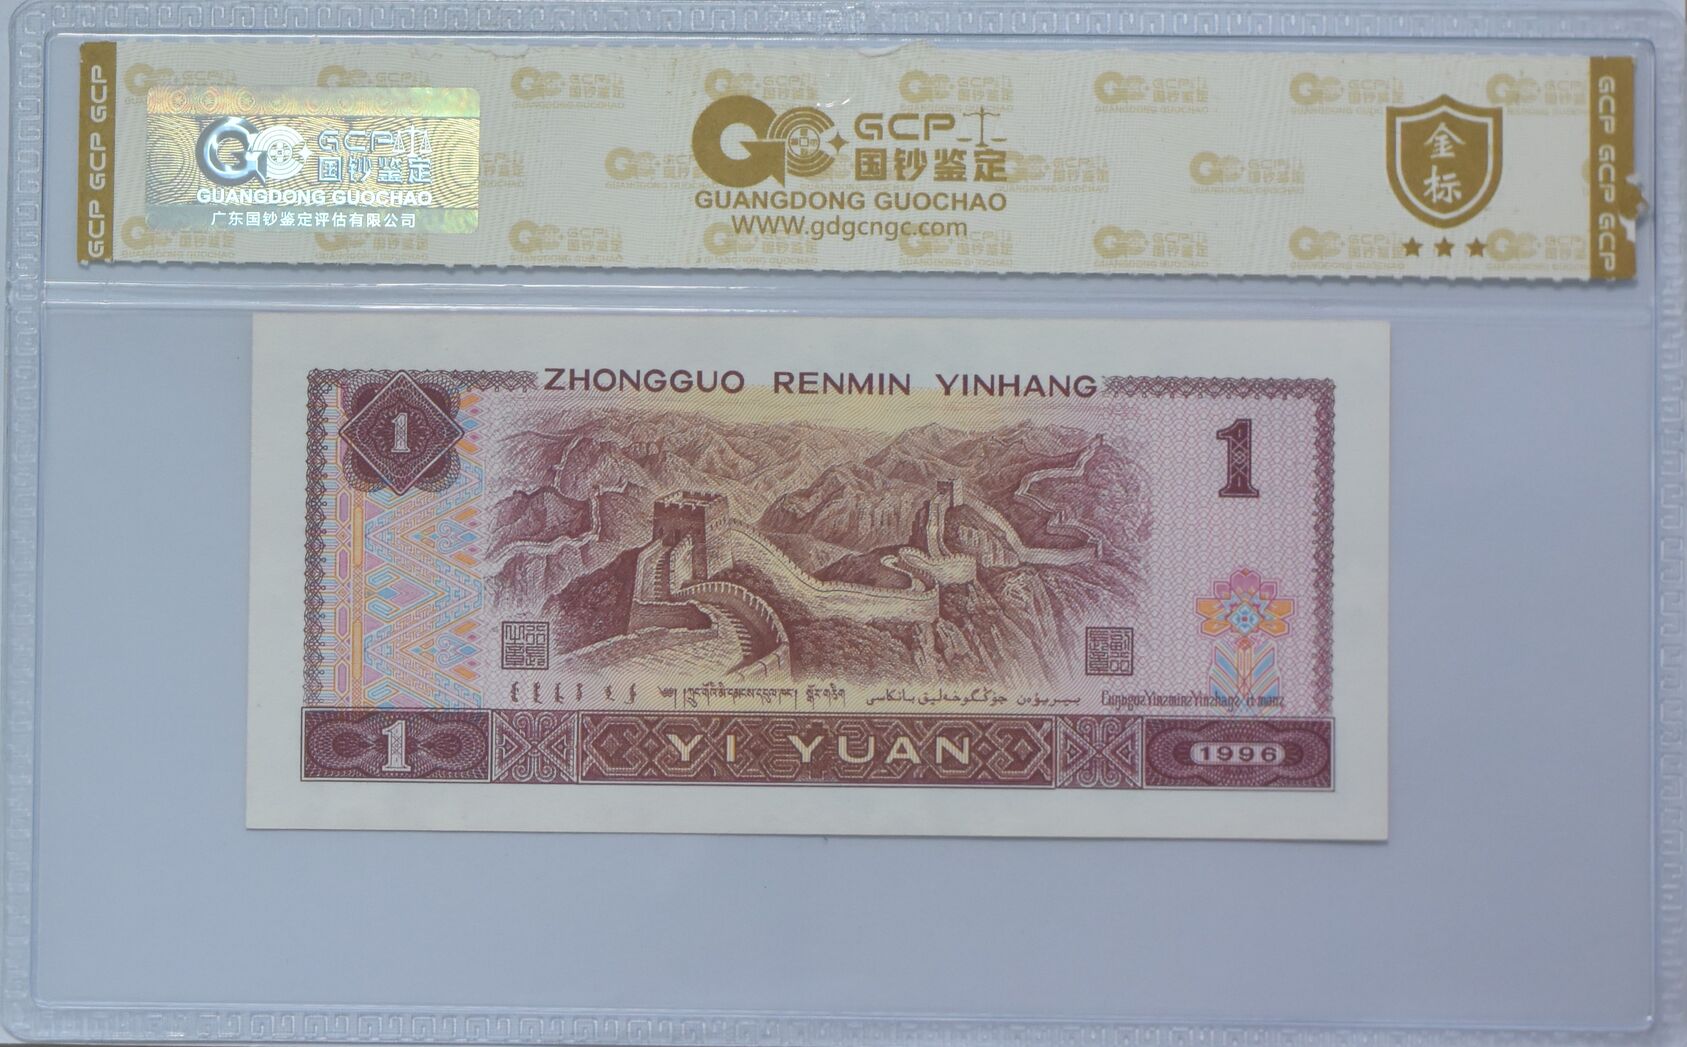 GCP GCP GCP
GCP
国钞鉴定
GUANGDONG GUOCHAO
广东国钞鉴定评估有限公司
GCP
国钞鉴定
GUANGDONG GUOCHAO
www.gdgcngc.com
金
标
GCP GCP GCP GCP
ZHONGGUO RENMIN YINHANG
1
1
1
YI YUAN
1996